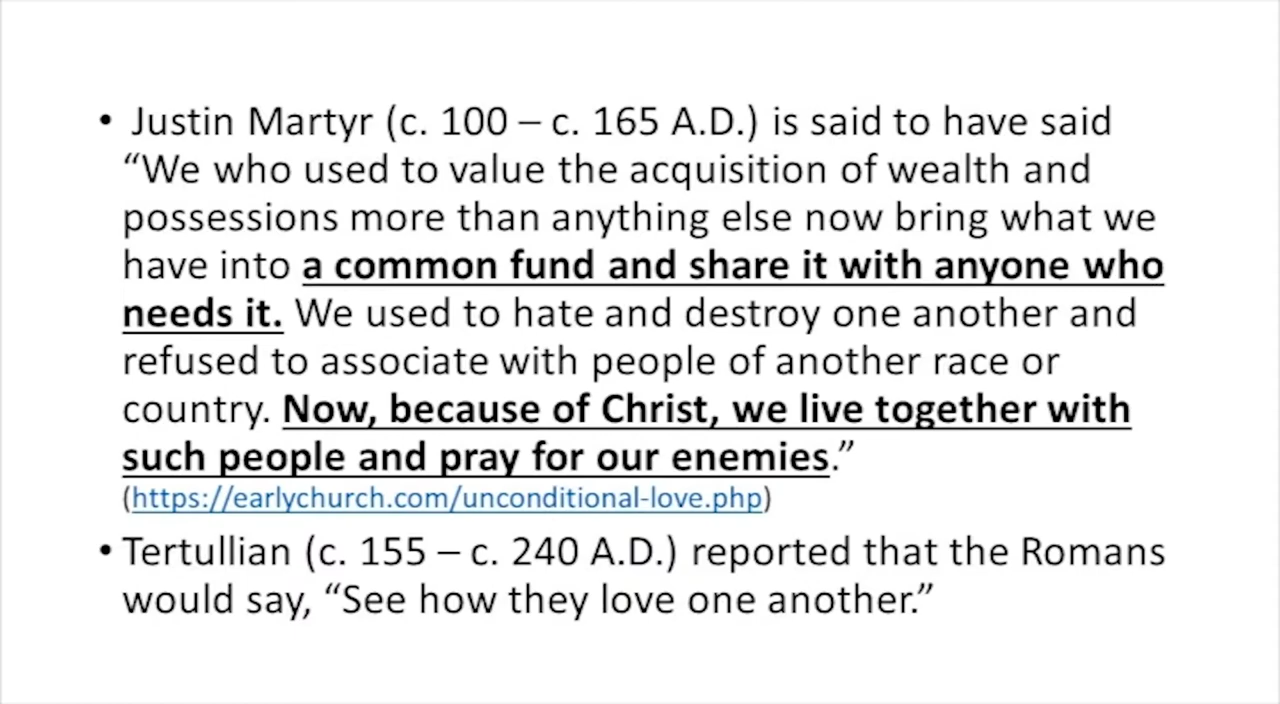 • Justin Martyr (c. 100 – c. 165 A.D.) is said to have said
“We who used to value the acquisition of wealth and
possessions more than anything else now bring what we
have into a common fund and share it with anyone who
needs it. We used to hate and destroy one another and
refused to associate with people of another race or
country. Now, because of Christ, we live together with
such people and pray for our enemies.”
(https://earlychurch.com/unconditional-love.php)
• Tertullian (c. 155 – c. 240 A.D.) reported that the Romans
would say, “See how they love one another.”